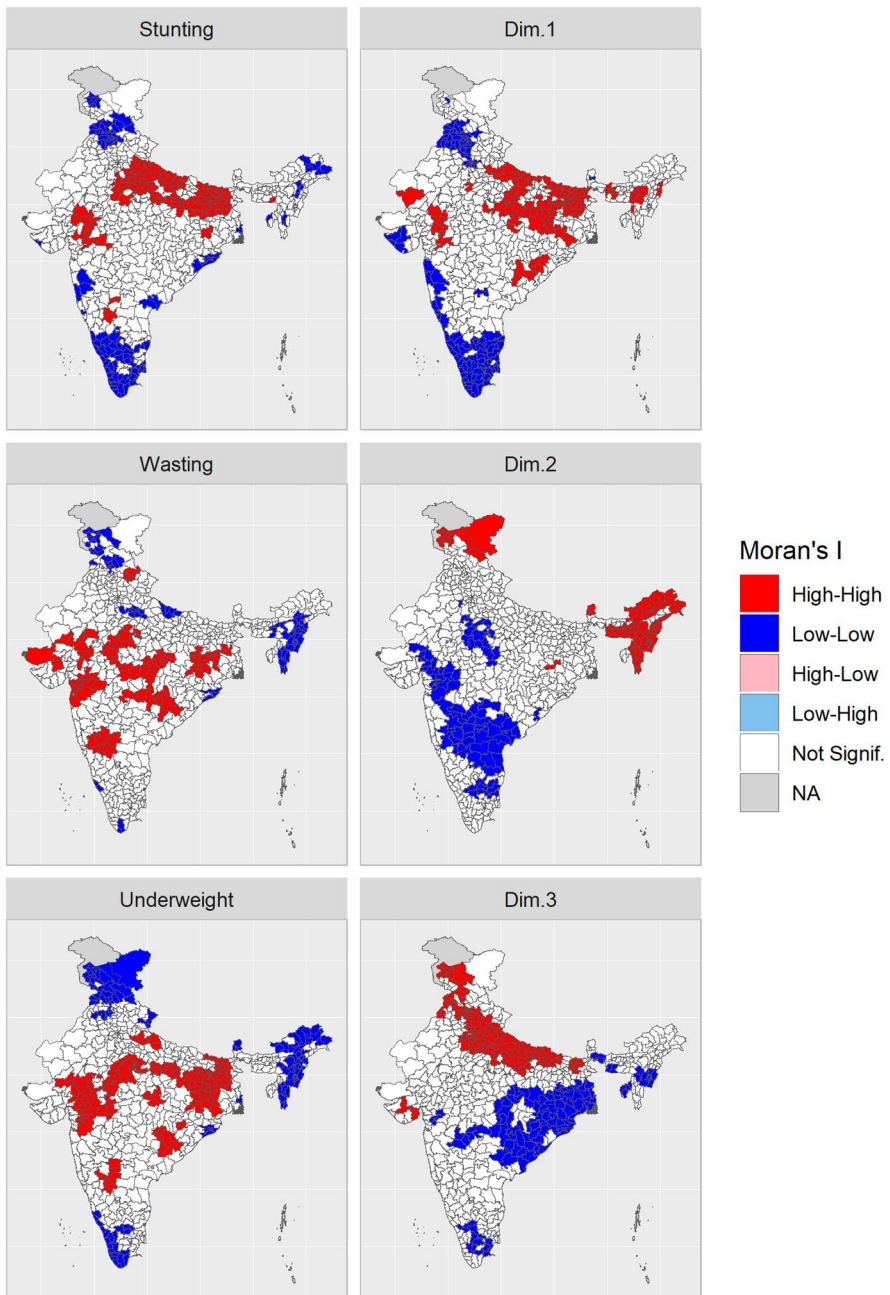 Stunting
Dim.1
Wasting
Dim.2
Underweight
Dim.3
Moran's I
High-High
Low-Low
High-Low
Low-High
Not Signif.
NA